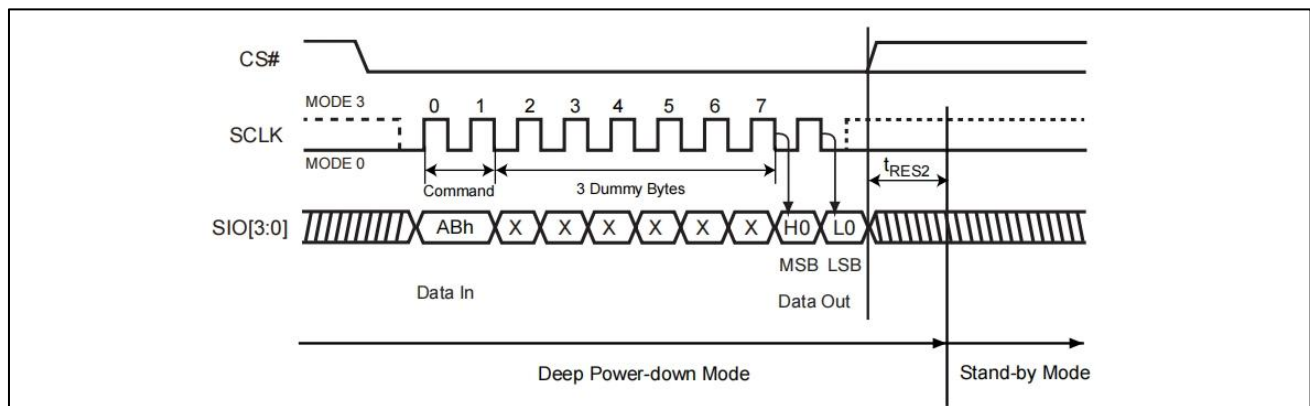 CS#
MODE 3
0 1 2 3 4 5 6 7
SCLK
MODE 0
tRES2
Command
3 Dummy Bytes
SIO[3:0]
ABh X X X X X X H0 L0
MSB LSB
Data In
Data Out
Deep Power-down Mode
Stand-by Mode